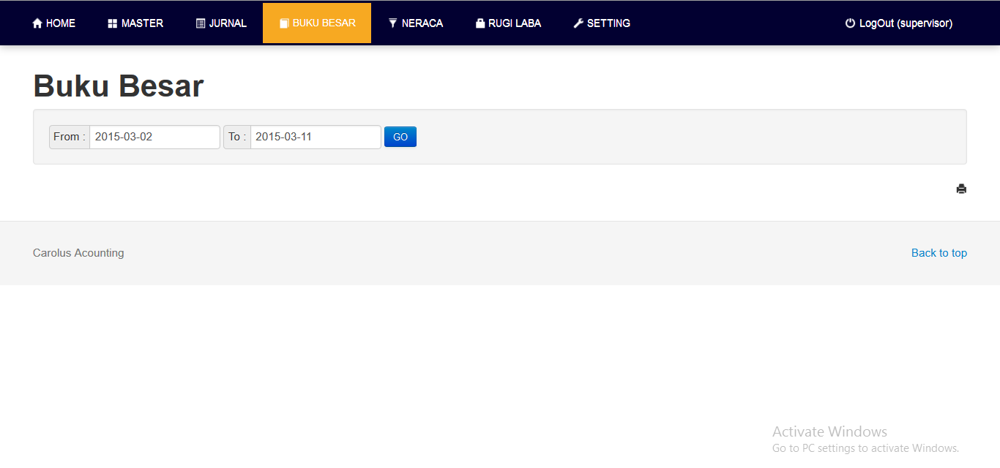 HOME MASTER JURNAL BUKU BESAR NERACA RUGI LABA SETTING LogOut (supervisor)
Buku Besar
From : 2015-03-02 To : 2015-03-11 GO
Carolus Acounting Back to top
Activate Windows
Go to PC settings to activate Windows.